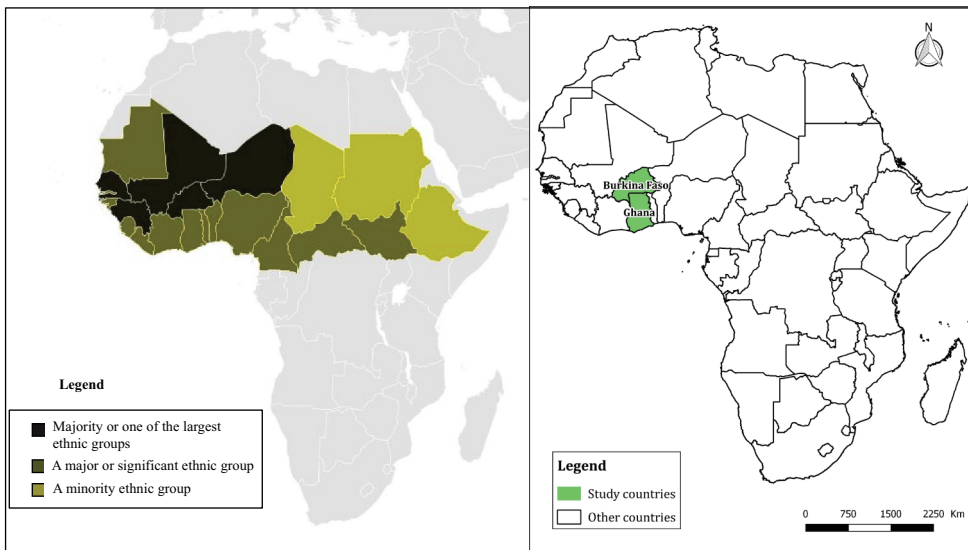 Legend
Majority or one of the largest
ethnic groups
A major or significant ethnic group
A minority ethnic group
N
Burkina Faso
Ghana
Legend
Study countries
Other countries
0 750 1500 2250 Km